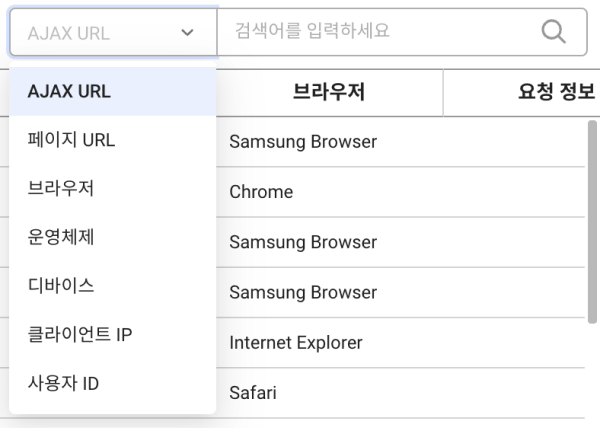 AJAX URL 검색어를 입력하세요
AJAX URL
브라우저 요청 정보
페이지 URL
Samsung Browser
브라우저
Chrome
운영체제
Samsung Browser
디바이스
Samsung Browser
클라이언트 IP
Internet Explorer
사용자 ID
Safari